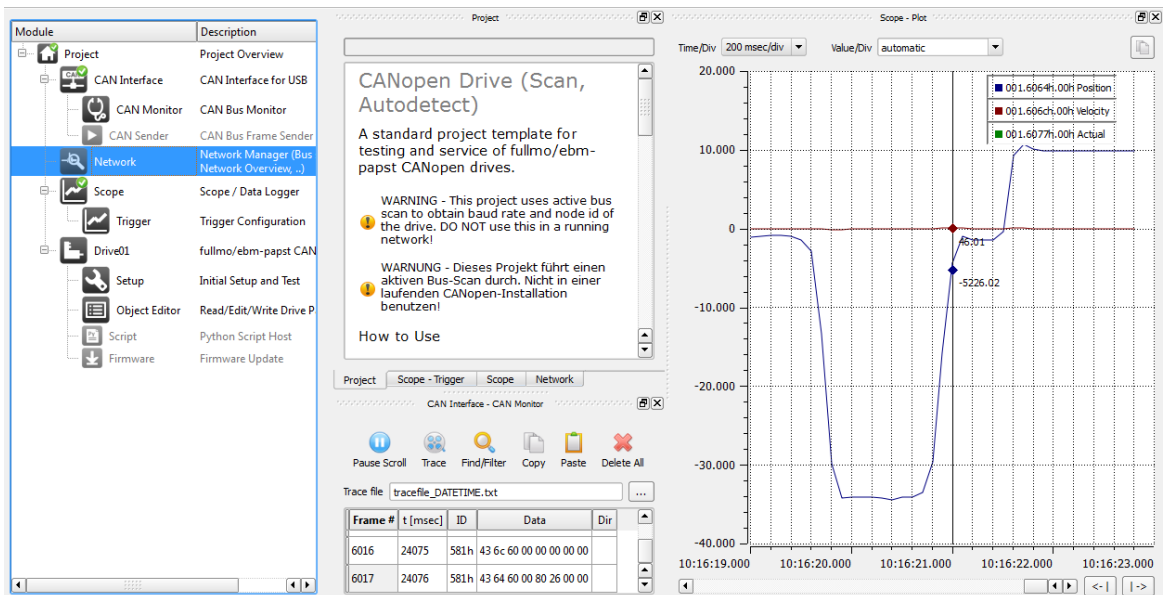 Module Description
Project Project Overview
CAN Interface CAN Interface for USB
CAN Monitor CAN Bus Monitor
CAN Sender CAN Bus Frame Sender
Network Network Manager (Bus
Network Overview, ..)
Scope Scope / Data Logger
Trigger Trigger Configuration
Drive01 fullmo/ebm-papst CAN
Setup Initial Setup and Test
Object Editor Read/Edit/Write Drive P
Script Python Script Host
Firmware Firmware Update
Project
CANopen Drive (Scan,
Autodetect)
A standard project template for
testing and service of fullmo/ebm-
papst CANopen drives.
WARNING - This project uses active bus
scan to obtain baud rate and node id of
the drive. DO NOT use this in a running
network!
WARNUNG - Dieses Projekt führt einen
aktiven Bus-Scan durch. Nicht in einer
laufenden CANopen-Installation
benutzen!
How to Use
Project Scope - Trigger Scope Network
CAN Interface - CAN Monitor
Pause Scroll Trace Find/Filter Copy Paste Delete All
Trace file tracefile_DATETIME.txt ...
Frame # t [msec] ID Data Dir
6016 24075 581h 43 6c 60 00 00 00 00 00
6017 24076 581h 43 64 60 00 80 26 00 00
Scope - Plot
Time/Div 200 msec/div Value/Div automatic
20.000
001.6064h.00h Position
001.606ch.00h Velocity
001.6077h.00h Actual
10.000
0
46.01
-5226.02
-10.000
-20.000
-30.000
-40.000
10:16:19.000 10:16:20.000 10:16:21.000 10:16:22.000 10:16:23.000
<-| |->